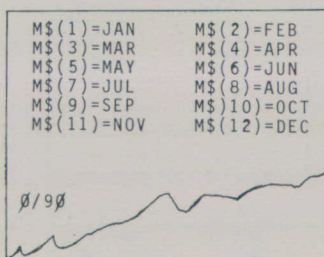 M$(1)=JAN M$(2)=FEB
M$(3)=MAR M$(4)=APR
M$(5)=MAY M$(6)=JUN
M$(7)=JUL M$(8)=AUG
M$(9)=SEP M$)10)=OCT
M$(11)=NOV M$(12)=DEC
Ø/9Ø